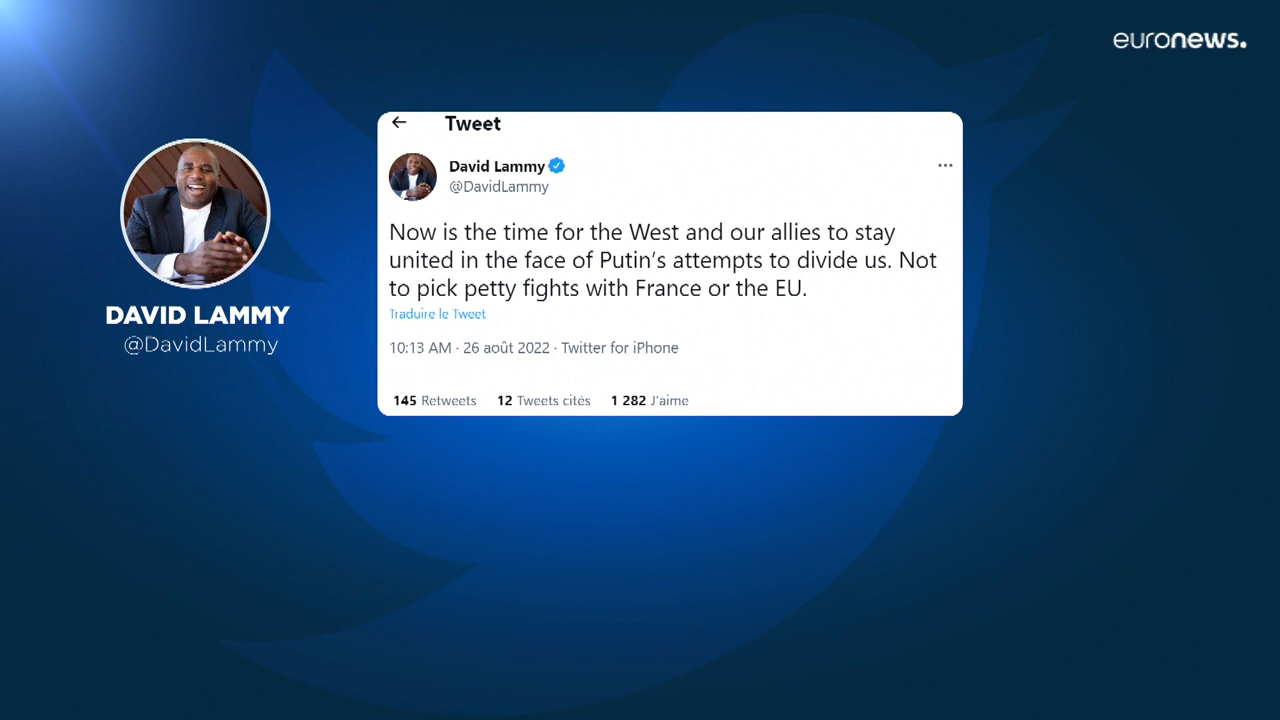 euronews.
Tweet
David Lammy
@DavidLammy
Now is the time for the West and our allies to stay
united in the face of Putin's attempts to divide us. Not
to pick petty fights with France or the EU.
Traduire le Tweet
10:13 AM · 26 août 2022 · Twitter for iPhone
145 Retweets 12 Tweets cités 1 282 J'aime
DAVID LAMMY
@DavidLammy